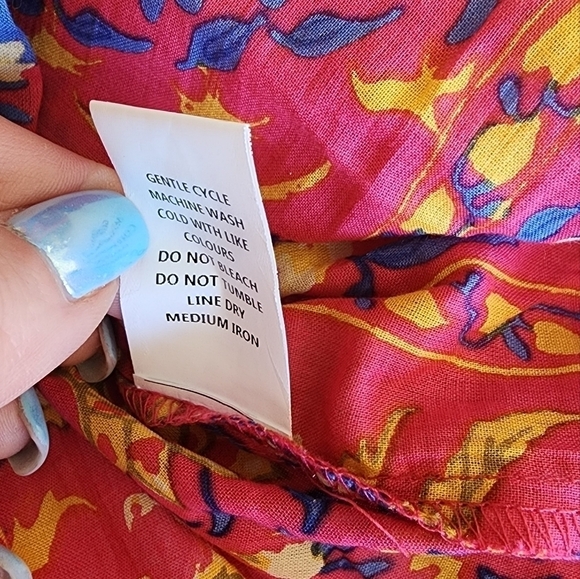 GENTLE CYCLE
MACHINE WASH
COLD WITH LIKE
COLOURS
DO NOT BLEACH
DO NOT TUMBLE
LINE DRY
MEDIUM IRON